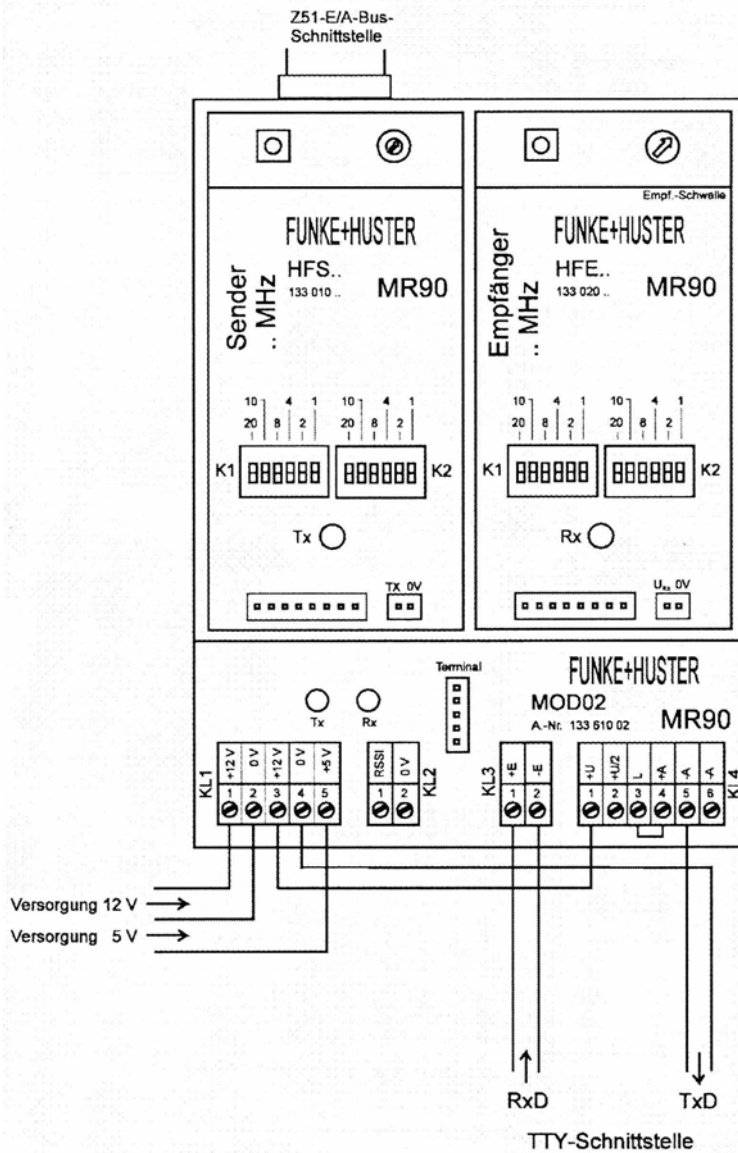 Z51-E/A-Bus-
Schnittstelle
FUNKE+HUSTER
Sender
.. MHz
HFS..
133 010 ..
MR90
10 4 1
20 8 2
10 4 1
20 8 2
K1
K2
Tx
TX 0V
Empf.-Schwelle
FUNKE+HUSTER
Empfänger
.. MHz
HFE..
133 020 ..
MR90
10 4 1
20 8 2
10 4 1
20 8 2
K1
K2
Rx
URx 0V
Terminal
FUNKE+HUSTER
MOD02
A.-Nr. 133 610 02
MR90
Tx
Rx
KL1
+12 V
0 V
+12 V
0 V
+5 V
1 2 3 4 5
RSSI
0 V
1 2
KL2
KL3
+E
-E
1 2
+U
+U/2
L
+A
-A
-A
1 2 3 4 5 6
KL4
Versorgung 12 V
Versorgung 5 V
RxD
TxD
TTY-Schnittstelle